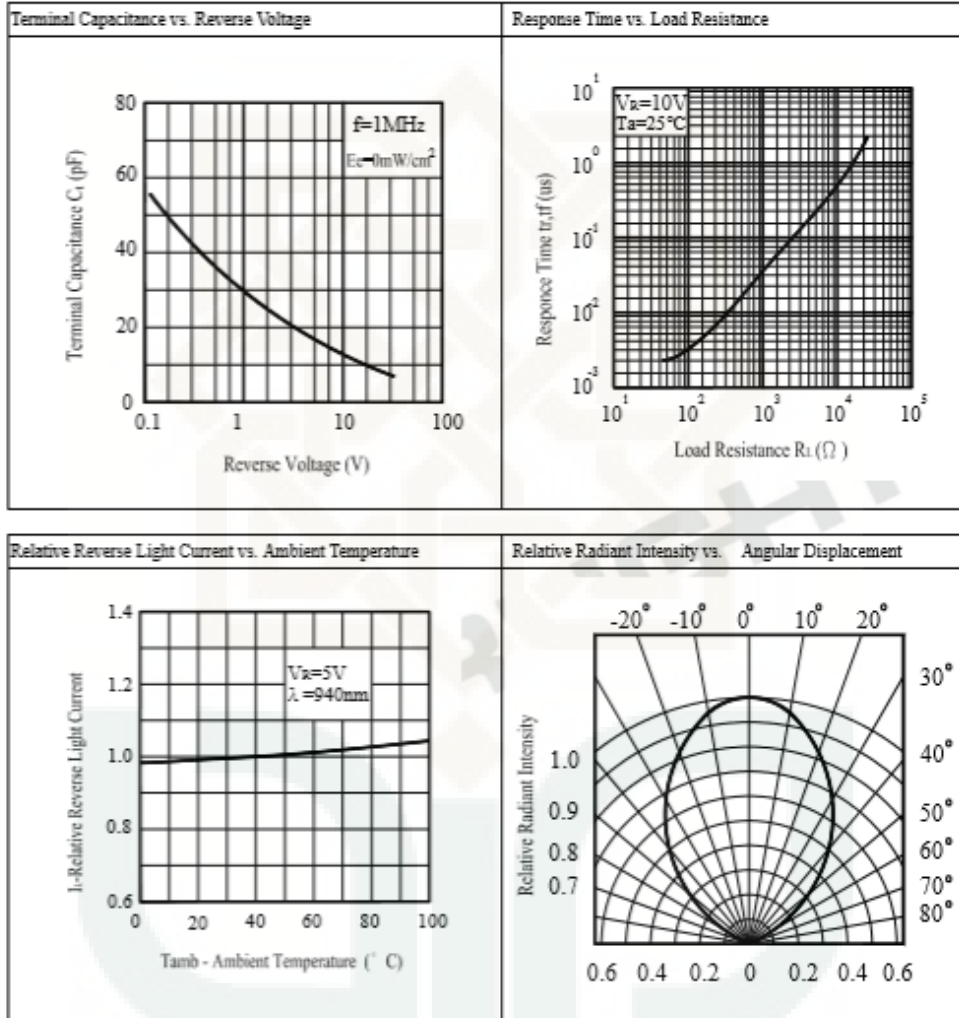 Terminal Capacitance vs. Reverse Voltage
80
60
40
20
0
0.1 1 10 100
Terminal Capacitance Ct (pF)
f=1MHz
Ee=0mW/cm²
Reverse Voltage (V)
Response Time vs. Load Resistance
10¹
10⁰
10⁻¹
10⁻²
10⁻³
10¹ 10² 10³ 10⁴ 10⁵
Responce Time tr,tf (us)
VR=10V
Ta=25℃
Load Resistance RL (Ω )
Relative Reverse Light Current vs. Ambient Temperature
1.4
1.2
1.0
0.8
0.6
0 20 40 60 80 100
-Relative Reverse Light Current
VR=5V
λ =940nm
Tamb - Ambient Temperature (° C)
Relative Radiant Intensity vs. Angular Displacement
-20° -10° 0° 10° 20°
30°
40°
50°
60°
70°
80°
1.0
0.9
0.8
0.7
Relative Radiant Intensity
0.6 0.4 0.2 0 0.2 0.4 0.6